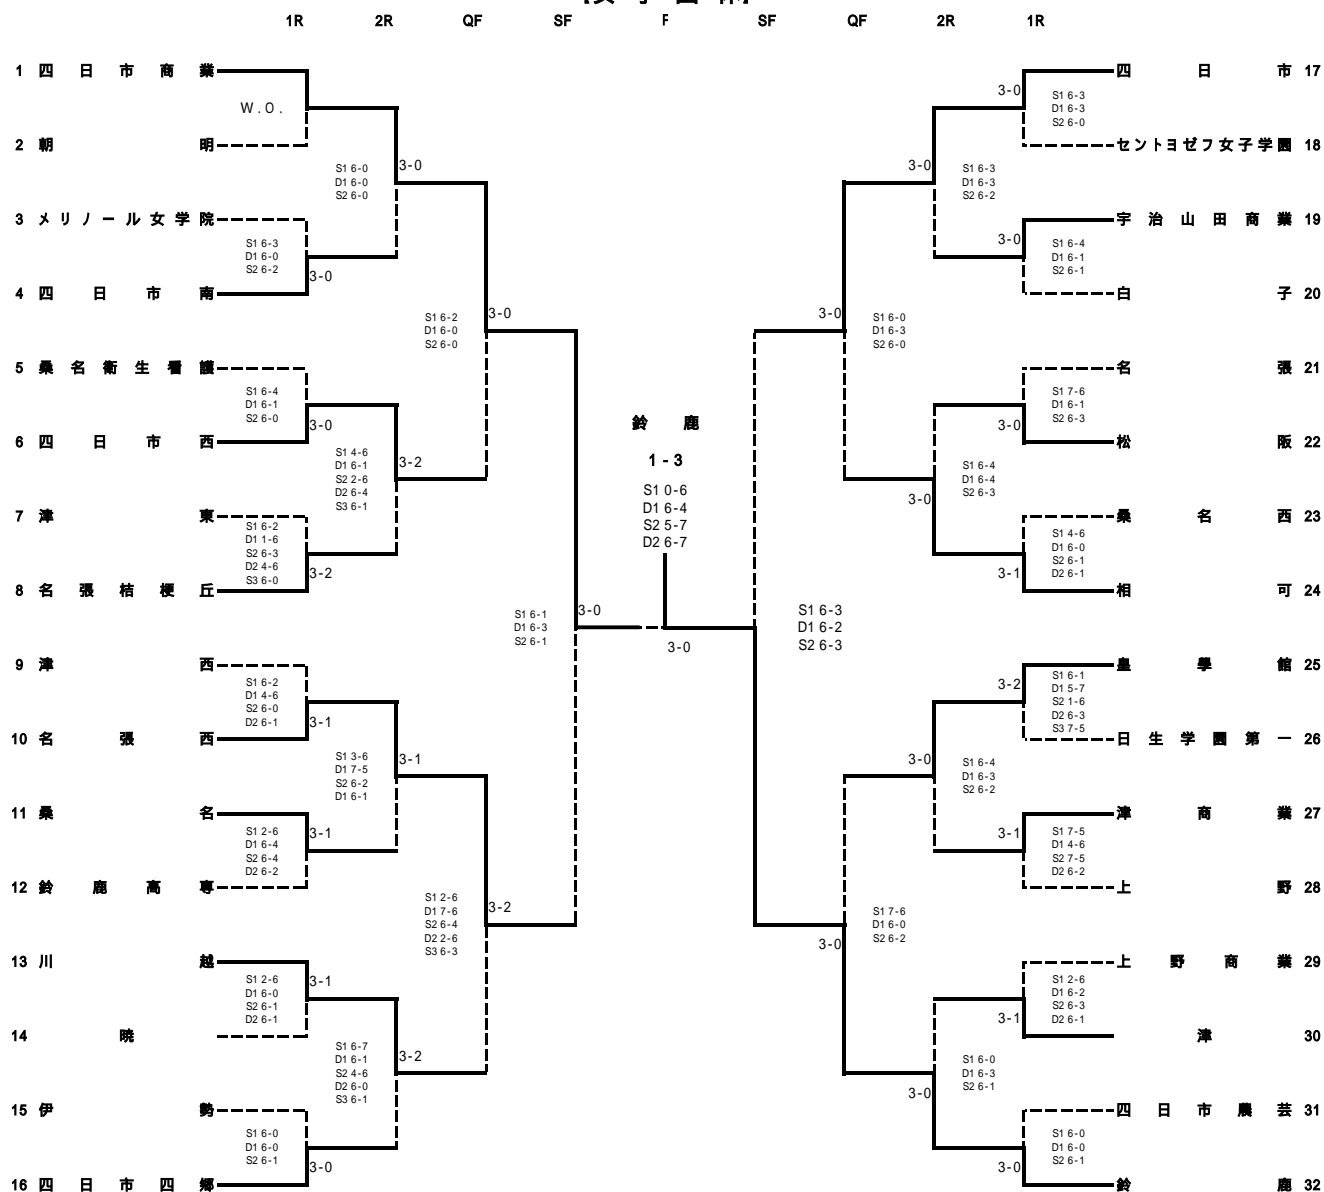 1R 2R QF SF F SF QF 2R 1R
1 四日市商業
W.O.
2 朝明
S1 6-0
D1 6-0
S2 6-0
3-0
3 メリノール女学院
S1 6-3
D1 6-0
S2 6-2
3-0
4 四日市南
S1 6-2
D1 6-0
S2 6-0
3-0
5 桑名衛生看護
S1 6-4
D1 6-1
S2 6-0
3-0
6 四日市西
S1 4-6
D1 6-1
S2 2-6
D2 6-4
S3 6-1
3-2
7 津東
S1 6-2
D1 1-6
S2 6-3
D2 4-6
S3 6-0
3-2
8 名張桔梗丘
S1 6-1
D1 6-3
S2 6-1
3-0
9 津西
S1 6-2
D1 4-6
S2 6-0
D2 6-1
3-1
10 名張西
S1 3-6
D1 7-5
S2 6-2
D1 6-1
3-1
11 桑名
S1 2-6
D1 6-4
S2 6-4
D2 6-2
3-1
12 鈴鹿高専
S1 2-6
D1 7-6
S2 6-4
D2 2-6
S3 6-3
3-2
13 川越
S1 2-6
D1 6-0
S2 6-1
D2 6-1
3-1
14 暁
S1 6-7
D1 6-1
S2 4-6
D2 6-0
S3 6-1
3-2
15 伊勢
S1 6-0
D1 6-0
S2 6-1
3-0
16 四日市四郷
鈴鹿
1-3
S1 0-6
D1 6-4
S2 5-7
D2 6-7
3-0
S1 6-3
D1 6-2
S2 6-3
四日市 17
3-0
S1 6-3
D1 6-3
S2 6-0
セントヨゼフ女子学園 18
3-0
S1 6-3
D1 6-3
S2 6-2
宇治山田商業 19
3-0
S1 6-4
D1 6-1
S2 6-1
白子 20
3-0
S1 6-0
D1 6-3
S2 6-0
名張 21
S1 7-6
D1 6-1
S2 6-3
3-0
松阪 22
S1 6-4
D1 6-4
S2 6-3
3-0
桑名西 23
S1 4-6
D1 6-0
S2 6-1
D2 6-1
3-1
相可 24
皇學館 25
3-2
S1 6-1
D1 5-7
S2 1-6
D2 6-3
S3 7-5
日生学園第一 26
3-0
S1 6-4
D1 6-3
S2 6-2
津商業 27
3-1
S1 7-5
D1 4-6
S2 7-5
D2 6-2
上野 28
S1 7-6
D1 6-0
S2 6-2
3-0
上野商業 29
S1 2-6
D1 6-2
S2 6-3
D2 6-1
3-1
津 30
S1 6-0
D1 6-3
S2 6-1
3-0
四日市農芸 31
S1 6-0
D1 6-0
S2 6-1
3-0
鈴鹿 32